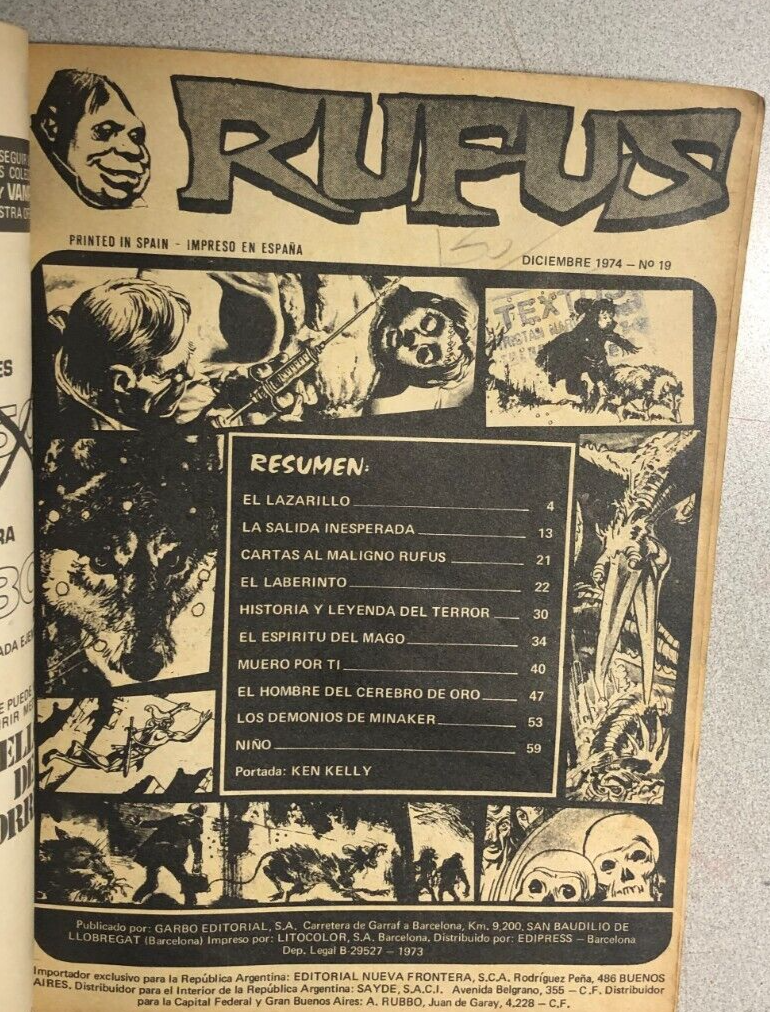 SEGUIR
S COLEC
Y VAM
STRA OF
RUFUS
PRINTED IN SPAIN - IMPRESO EN ESPAÑA
DICIEMBRE 1974 – Nº 19
RESUMEN:
EL LAZARILLO 4
LA SALIDA INESPERADA 13
CARTAS AL MALIGNO RUFUS 21
EL LABERINTO 22
HISTORIA Y LEYENDA DEL TERROR 30
EL ESPIRITU DEL MAGO 34
MUERO POR TI 40
EL HOMBRE DEL CEREBRO DE ORO 47
LOS DEMONIOS DE MINAKER 53
NIÑO 59
Portada: KEN KELLY
Publicado por: GARBO EDITORIAL, S.A. Carretera de Garraf a Barcelona, Km. 9,200, SAN BAUDILIO DE
LLOBREGAT (Barcelona) Impreso por: LITOCOLOR, S.A. Barcelona. Distribuido por: EDIPRESS – Barcelona
Dep. Legal B-29527 – 1973
Importador exclusivo para la República Argentina: EDITORIAL NUEVA FRONTERA, S.C.A. Rodríguez Peña, 486 BUENOS
AIRES. Distribuidor para el Interior de la República Argentina: SAYDE, S.A.C.I. Avenida Belgrano, 355 – C.F. Distribuidor
para la Capital Federal y Gran Buenos Aires: A. RUBBO, Juan de Garay, 4,228 – C.F.